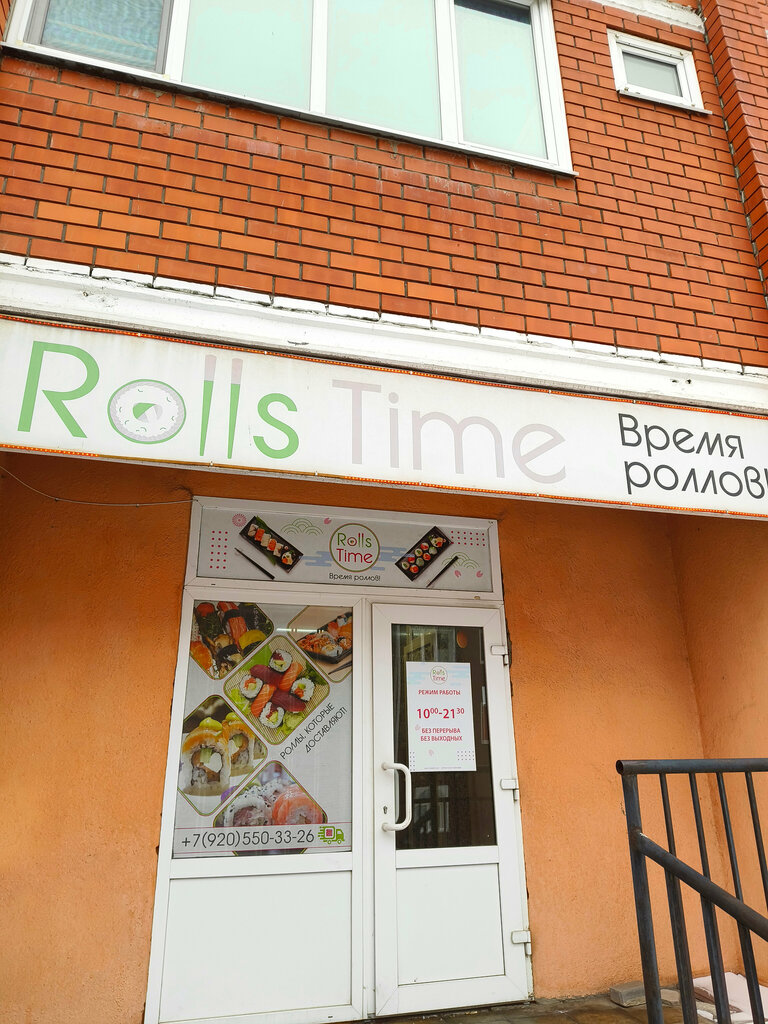 Rolls Time
Время
роллов!
Rolls
Time
Время роллов!
Rolls
Time
РЕЖИМ РАБОТЫ
10⁰⁰-21³⁰
БЕЗ ПЕРЕРЫВА
БЕЗ ВЫХОДНЫХ
РОЛЛЫ, КОТОРЫЕ
ДОСТАВЛЯЮТ!
+7(920)550-33-26